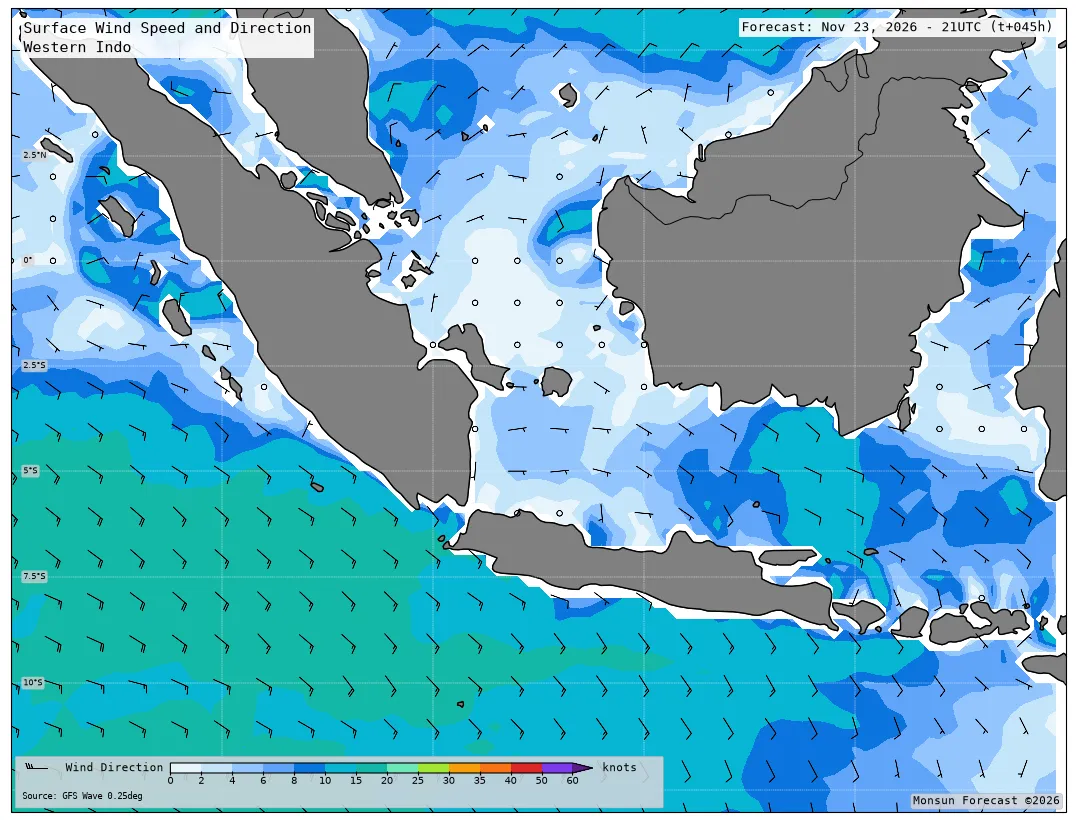 Surface Wind Speed and Direction
Western Indo
Forecast: Nov 23, 2026 - 21UTC (t+045h)
2.5°N
0°
2.5°S
5°S
7.5°S
10°S
Wind Direction
0 2 4 6 8 10 15 20 25 30 35 40 50 60
knots
Source: GFS Wave 0.25deg
Monsun Forecast ©2026